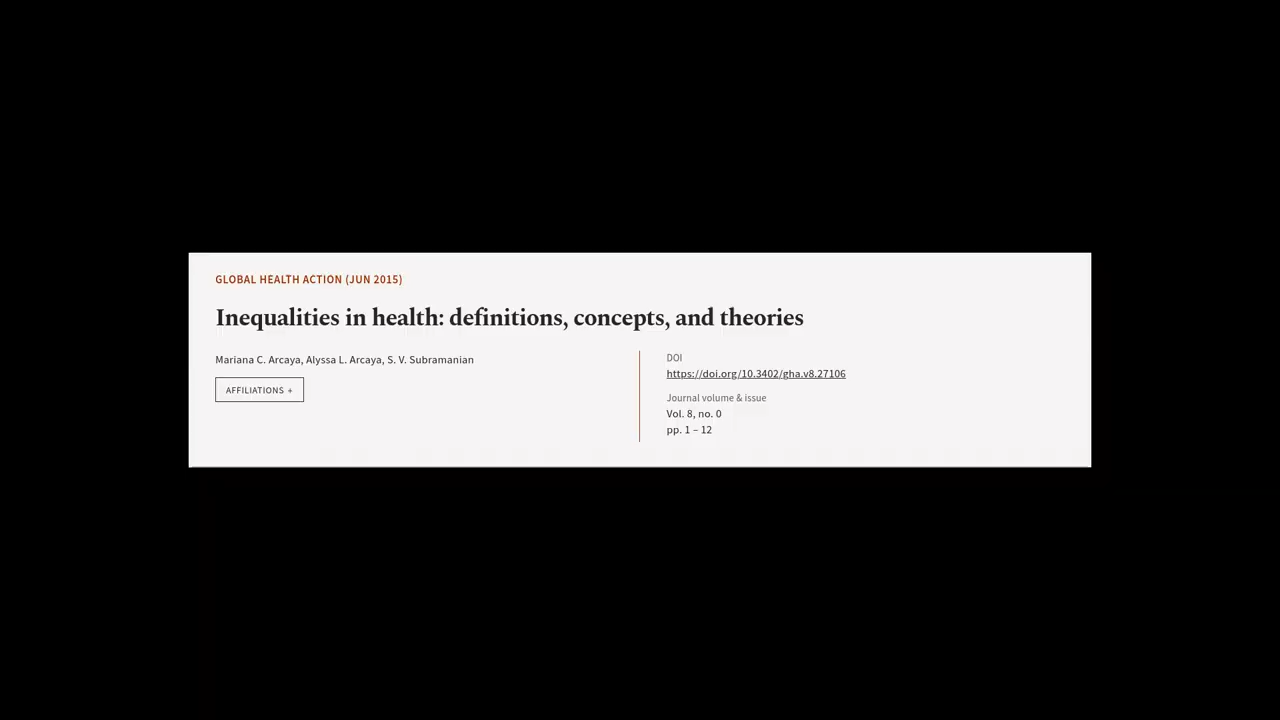 GLOBAL HEALTH ACTION (JUN 2015)
Inequalities in health: definitions, concepts, and theories
Mariana C. Arcaya, Alyssa L. Arcaya, S. V. Subramanian
AFFILIATIONS +
DOI
https://doi.org/10.3402/gha.v8.27106
Journal volume & issue
Vol. 8, no. 0
pp. 1 – 12